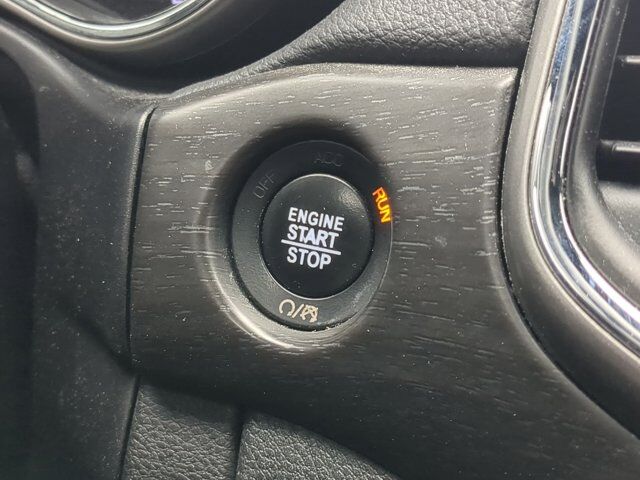 OFF
ACC
RUN
ENGINE
START
STOP